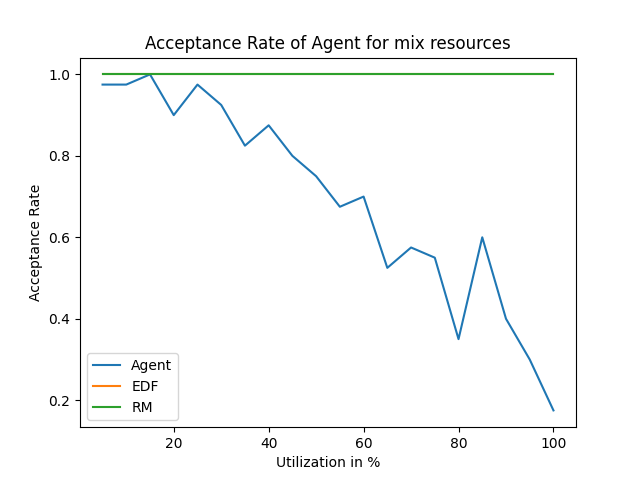 Acceptance Rate of Agent for mix resources
1.0
0.8
0.6
0.4
0.2
Acceptance Rate
Agent
EDF
RM
20 40 60 80 100
Utilization in %